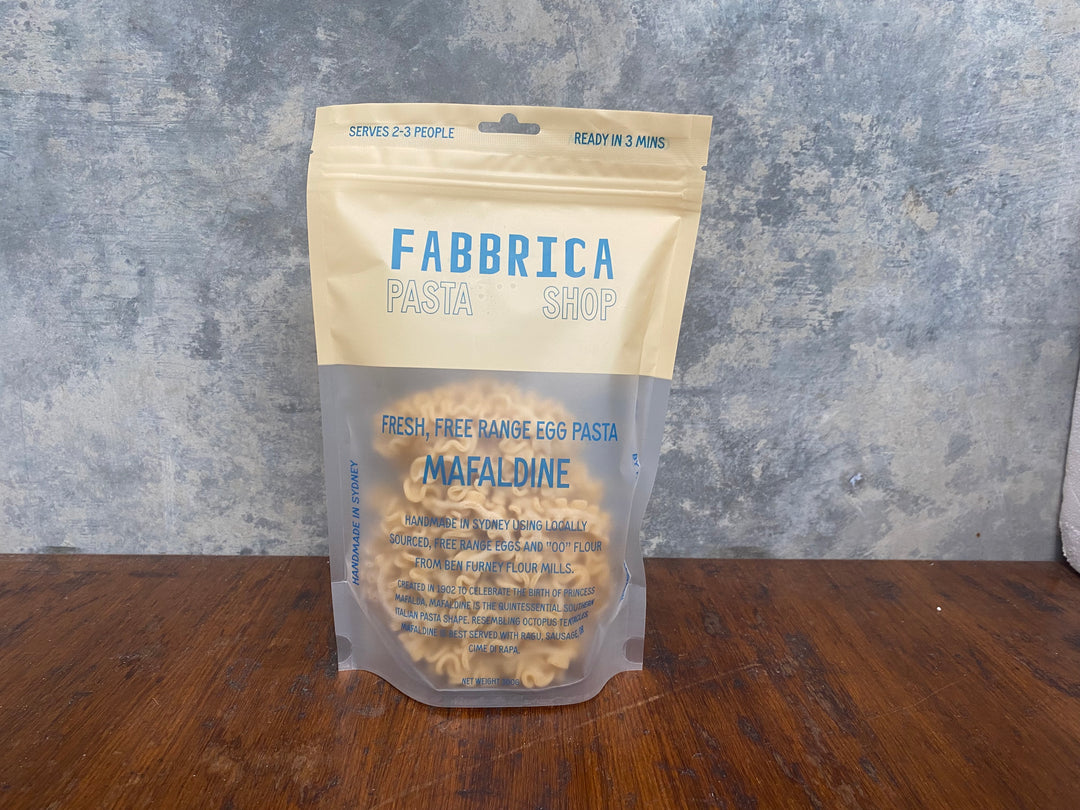 SERVES 2-3 PEOPLE
READY IN 3 MINS
FABBRICA
PASTA SHOP
FRESH, FREE RANGE EGG PASTA
MAFALDINE
HANDMADE IN SYDNEY
BY
HANDMADE IN SYDNEY USING LOCALLY
SOURCED, FREE RANGE EGGS AND "OO" FLOUR
FROM BEN FURNEY FLOUR MILLS.
CREATED IN 1902 TO CELEBRATE THE BIRTH OF PRINCESS
MAFALDA, MAFALDINE IS THE QUINTESSENTIAL SOUTHERN
ITALIAN PASTA SHAPE. RESEMBLING OCTOPUS TENTACLES
MAFALDINE IS BEST SERVED WITH RAGU, SAUSAGE, OR
CIME DI RAPA.
NET WEIGHT 300G